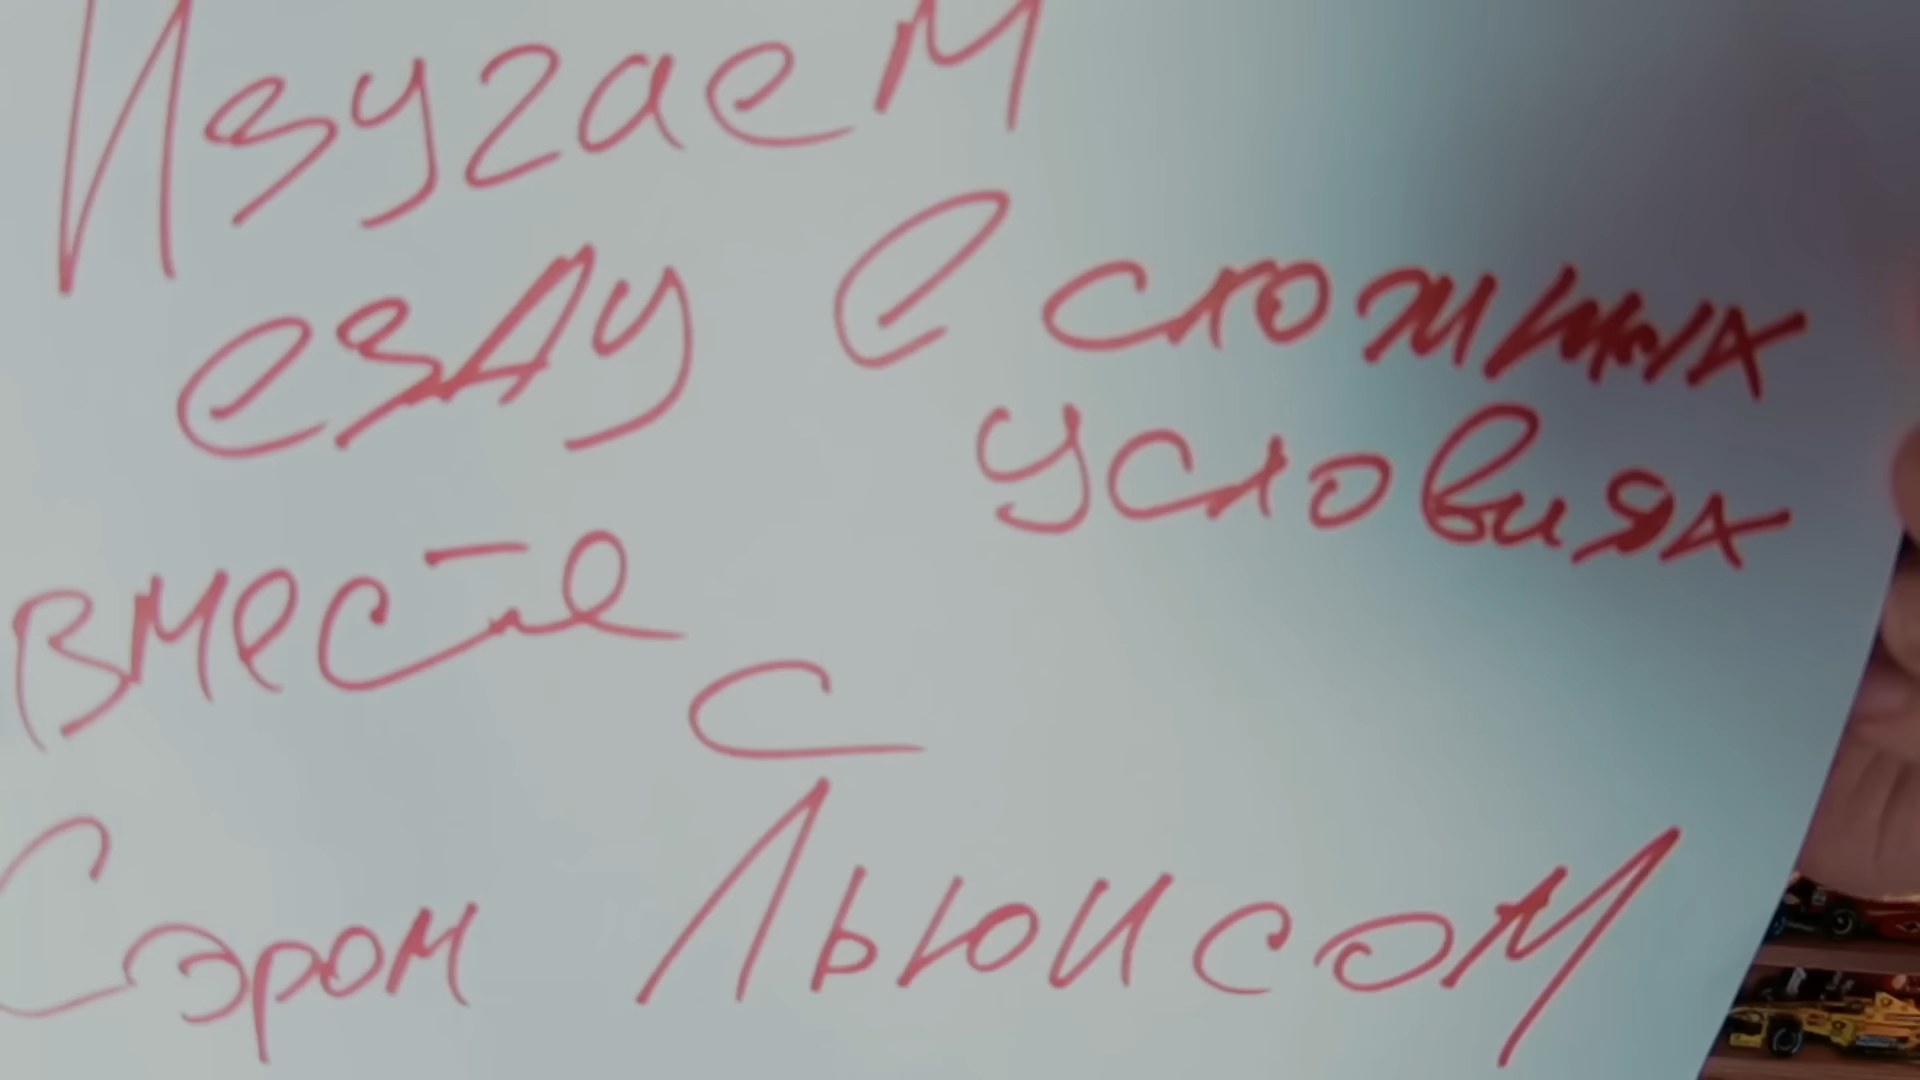 Изучаем
езду в сложных
условиях
вместе
с
Сэром Льюисом